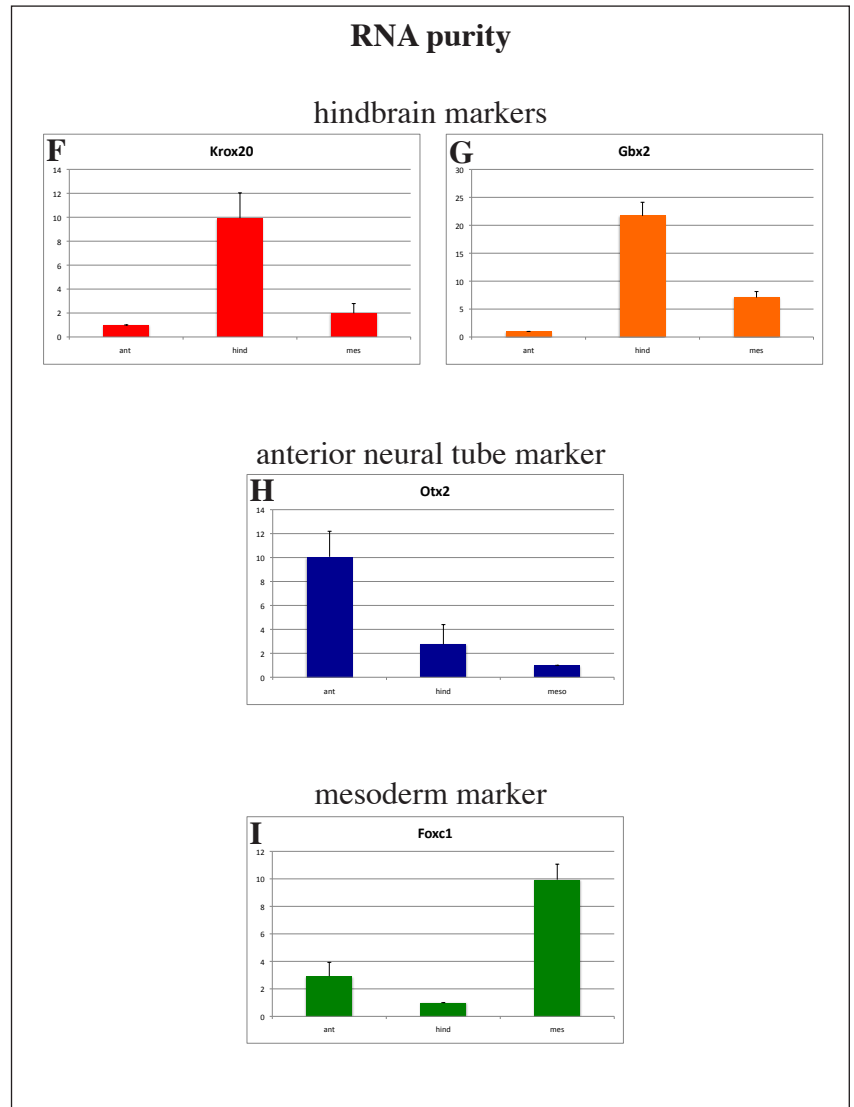 RNA purity
hindbrain markers
F
Krox20
14
12
10
8
6
4
2
0
ant hind mes
G
Gbx2
30
25
20
15
10
5
0
ant hind mes
anterior neural tube marker
H
Otx2
14
12
10
8
6
4
2
0
ant hind meso
mesoderm marker
I
Foxc1
12
10
8
6
4
2
0
ant hind mes